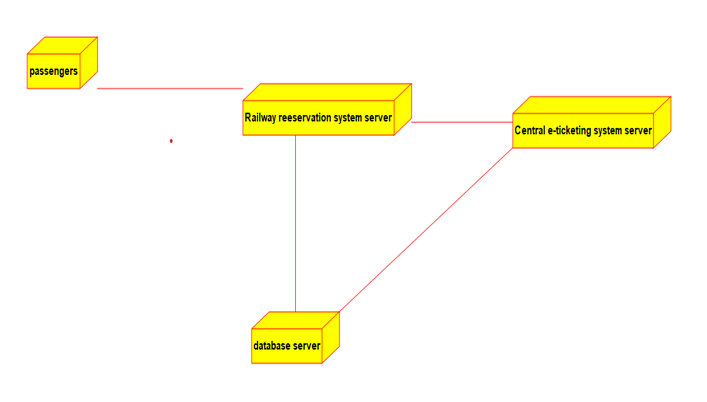 passengers
Railway reeservation system server
Central e-ticketing system server
database server